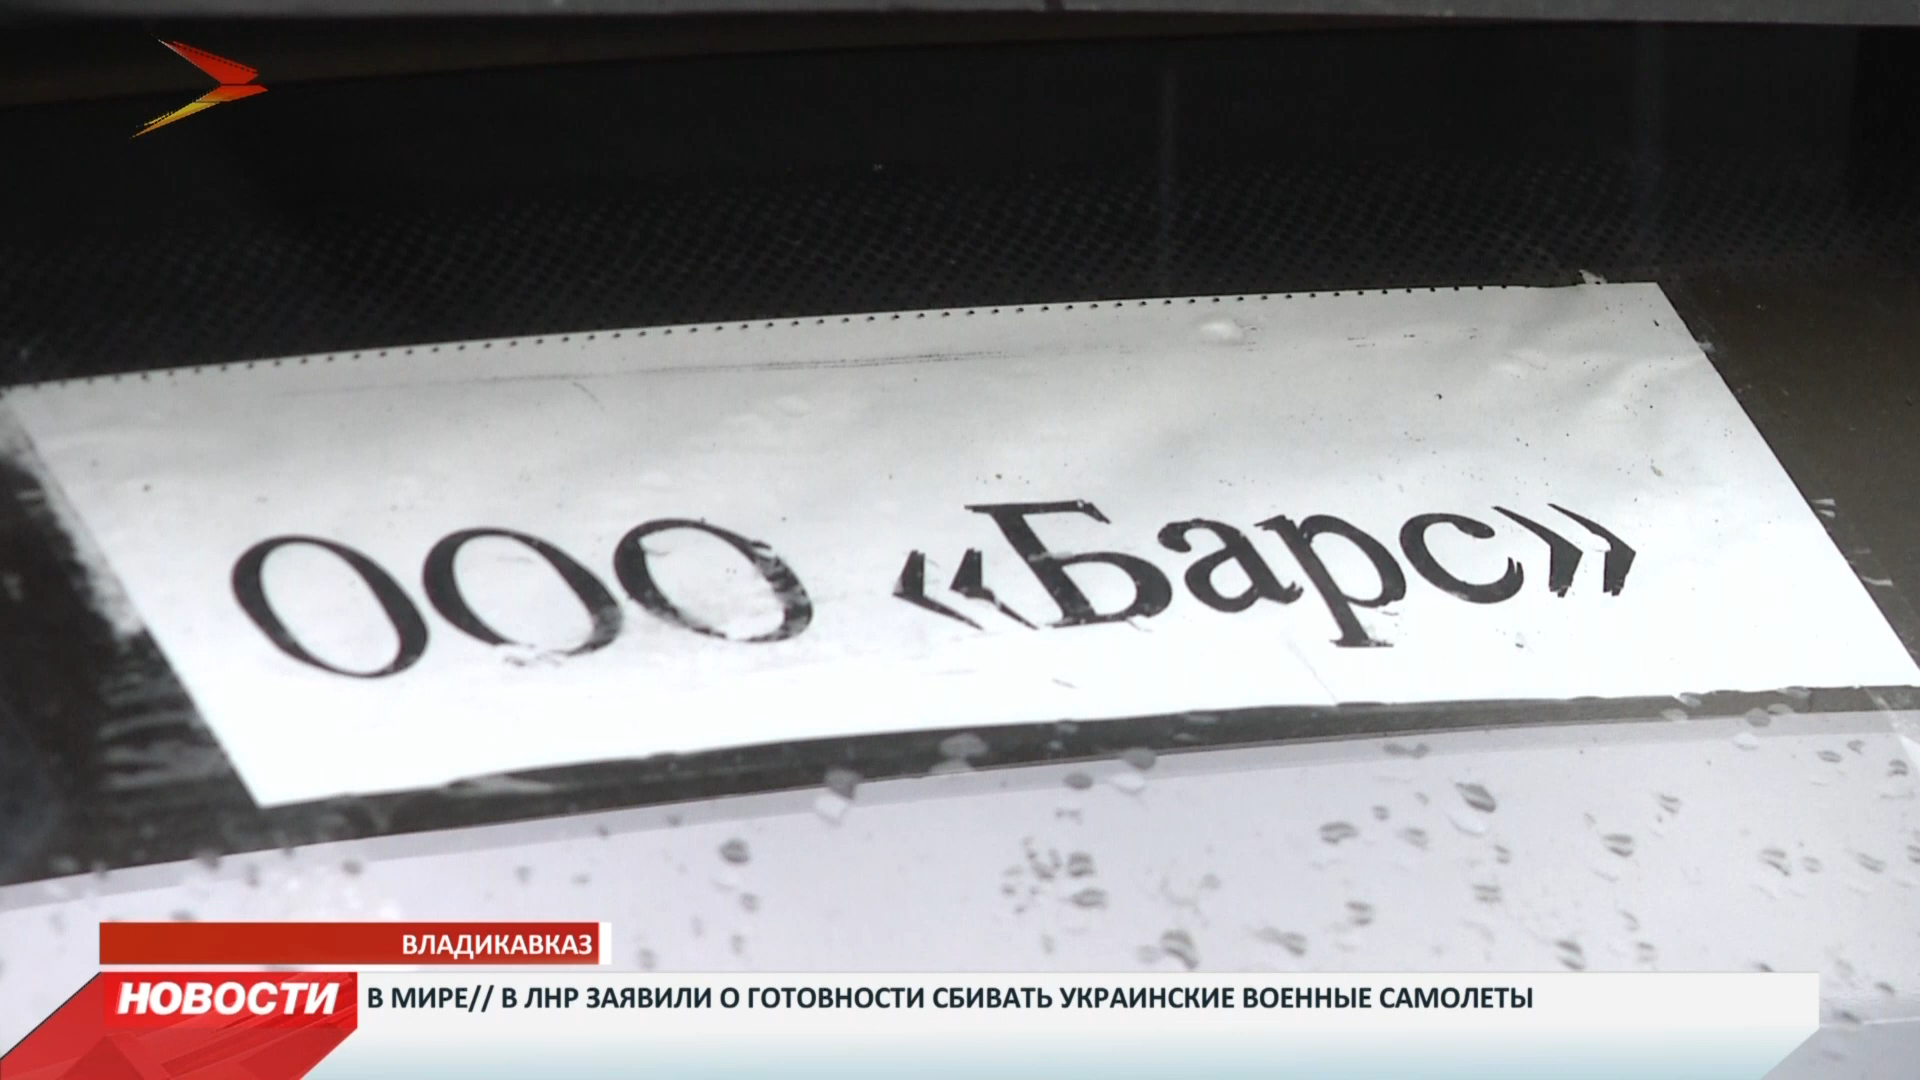 ООО «Барс»
ВЛАДИКАВКАЗ
НОВОСТИ
В МИРЕ// В ЛНР ЗАЯВИЛИ О ГОТОВНОСТИ СБИВАТЬ УКРАИНСКИЕ ВОЕННЫЕ САМОЛЕТЫ